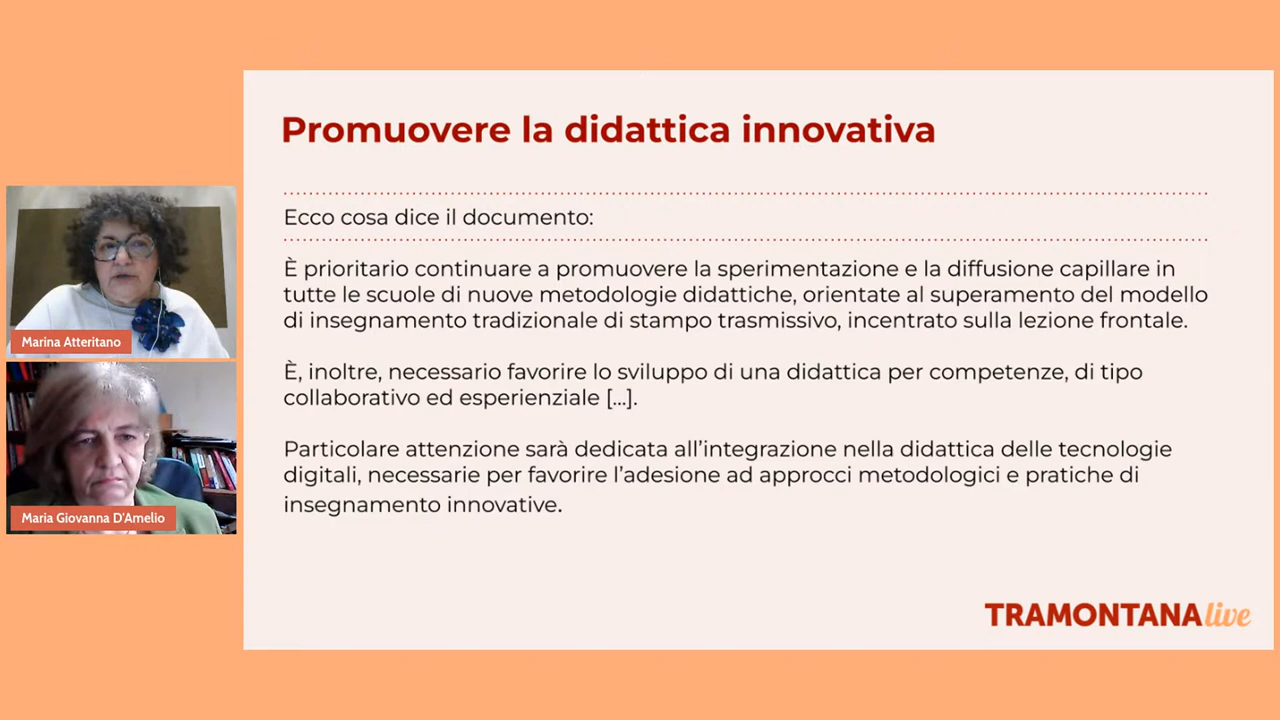 Promuovere la didattica innovativa
Ecco cosa dice il documento:
È prioritario continuare a promuovere la sperimentazione e la diffusione capillare in
tutte le scuole di nuove metodologie didattiche, orientate al superamento del modello
di insegnamento tradizionale di stampo trasmissivo, incentrato sulla lezione frontale.
È, inoltre, necessario favorire lo sviluppo di una didattica per competenze, di tipo
collaborativo ed esperienziale [...].
Particolare attenzione sarà dedicata all’integrazione nella didattica delle tecnologie
digitali, necessarie per favorire l’adesione ad approcci metodologici e pratiche di
insegnamento innovative.
Marina Atteritano
Maria Giovanna D'Amelio
TRAMONTANA live